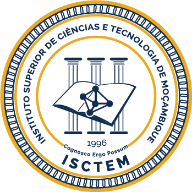 INSTITUTO SUPERIOR DE CIÊNCIAS E TECNOLOGIA DE MOÇAMBIQUE
1996
Cognosco Ergo Possum
ISCTEM